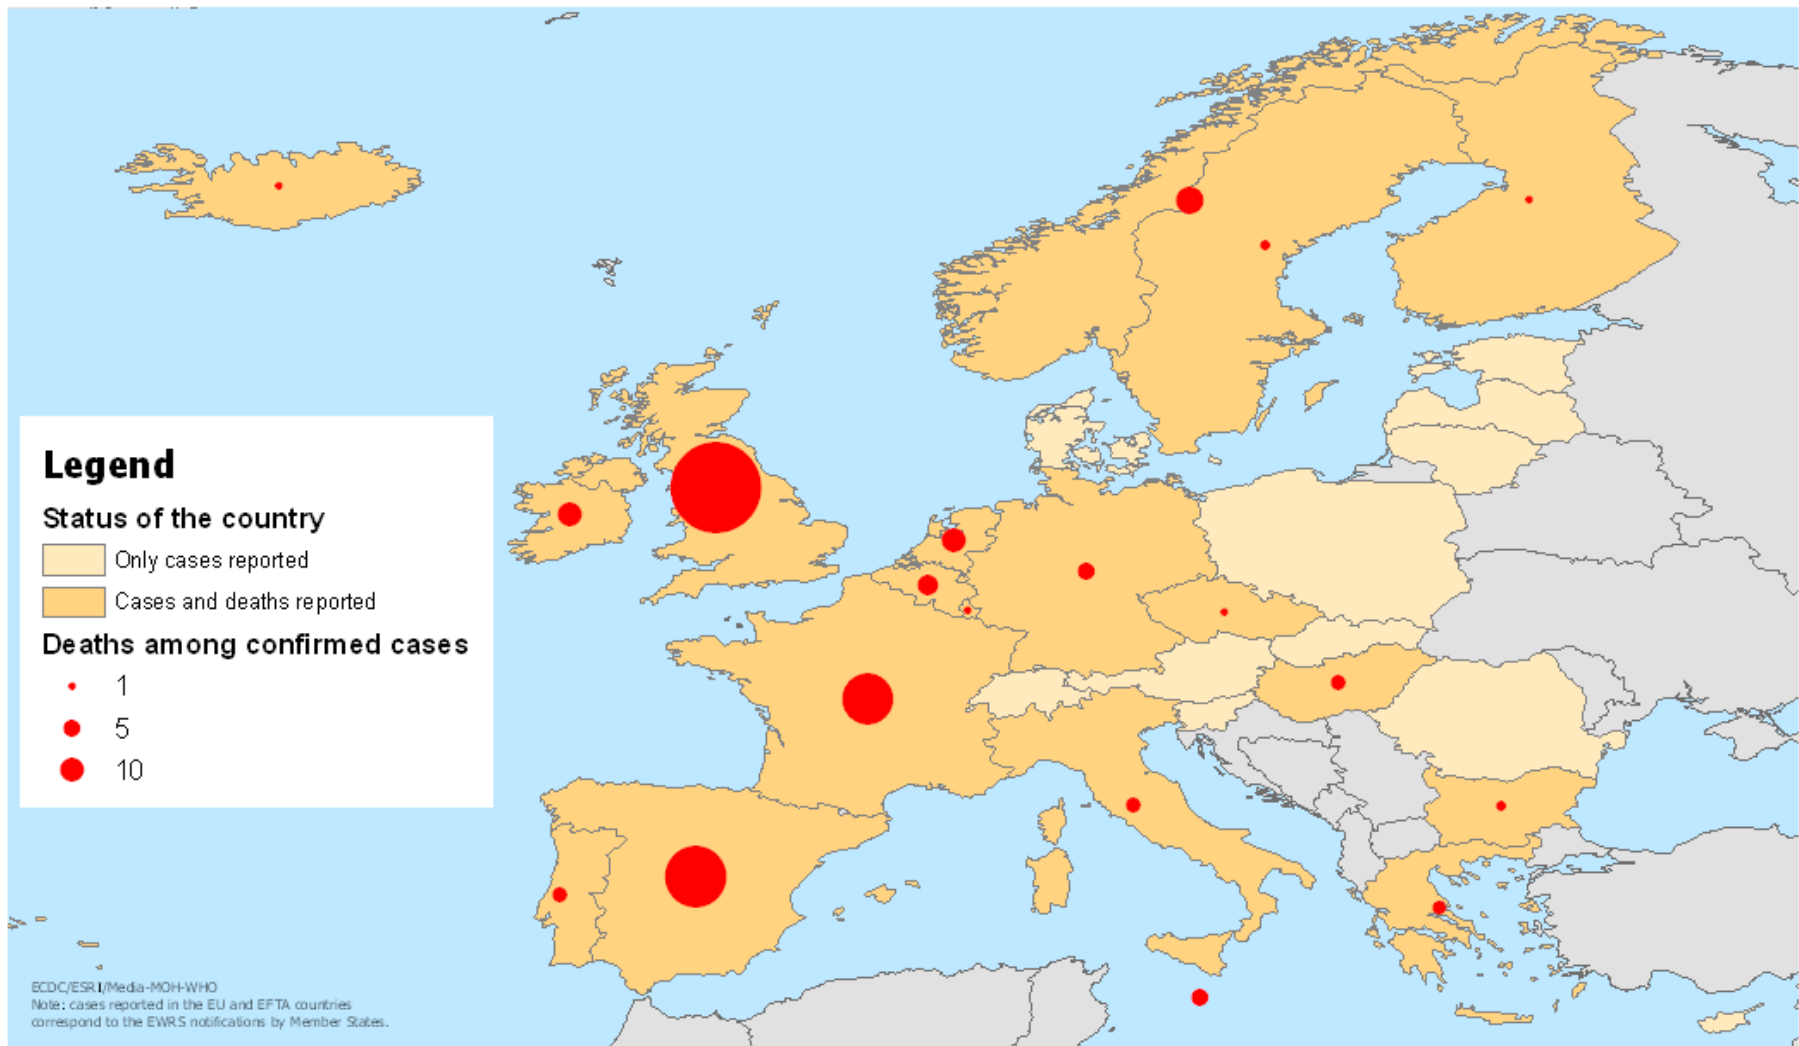 Legend
Status of the country
Only cases reported
Cases and deaths reported
Deaths among confirmed cases
1
5
10
ECDC/ESRI/Media-MOH-WHO
Note: cases reported in the EU and EFTA countries
correspond to the EWRS notifications by Member States.